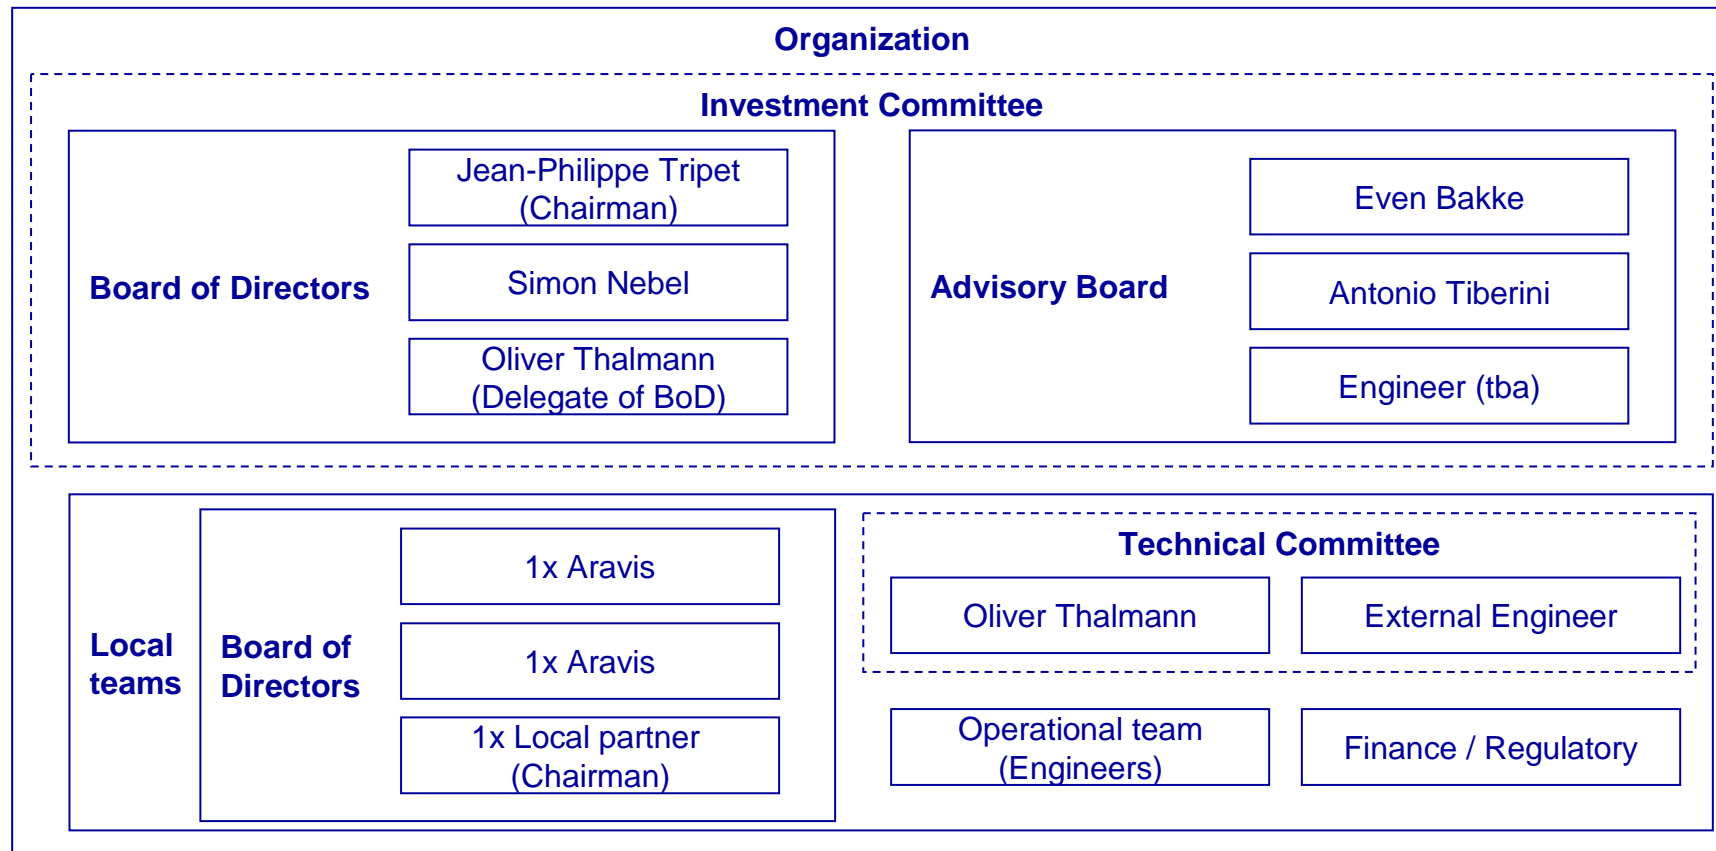 Organization
Investment Committee
Board of Directors
Jean-Philippe Tripet
(Chairman)
Simon Nebel
Oliver Thalmann
(Delegate of BoD)
Advisory Board
Even Bakke
Antonio Tiberini
Engineer (tba)
Local
teams
Board of
Directors
1x Aravis
1x Aravis
1x Local partner
(Chairman)
Technical Committee
Oliver Thalmann
External Engineer
Operational team
(Engineers)
Finance / Regulatory